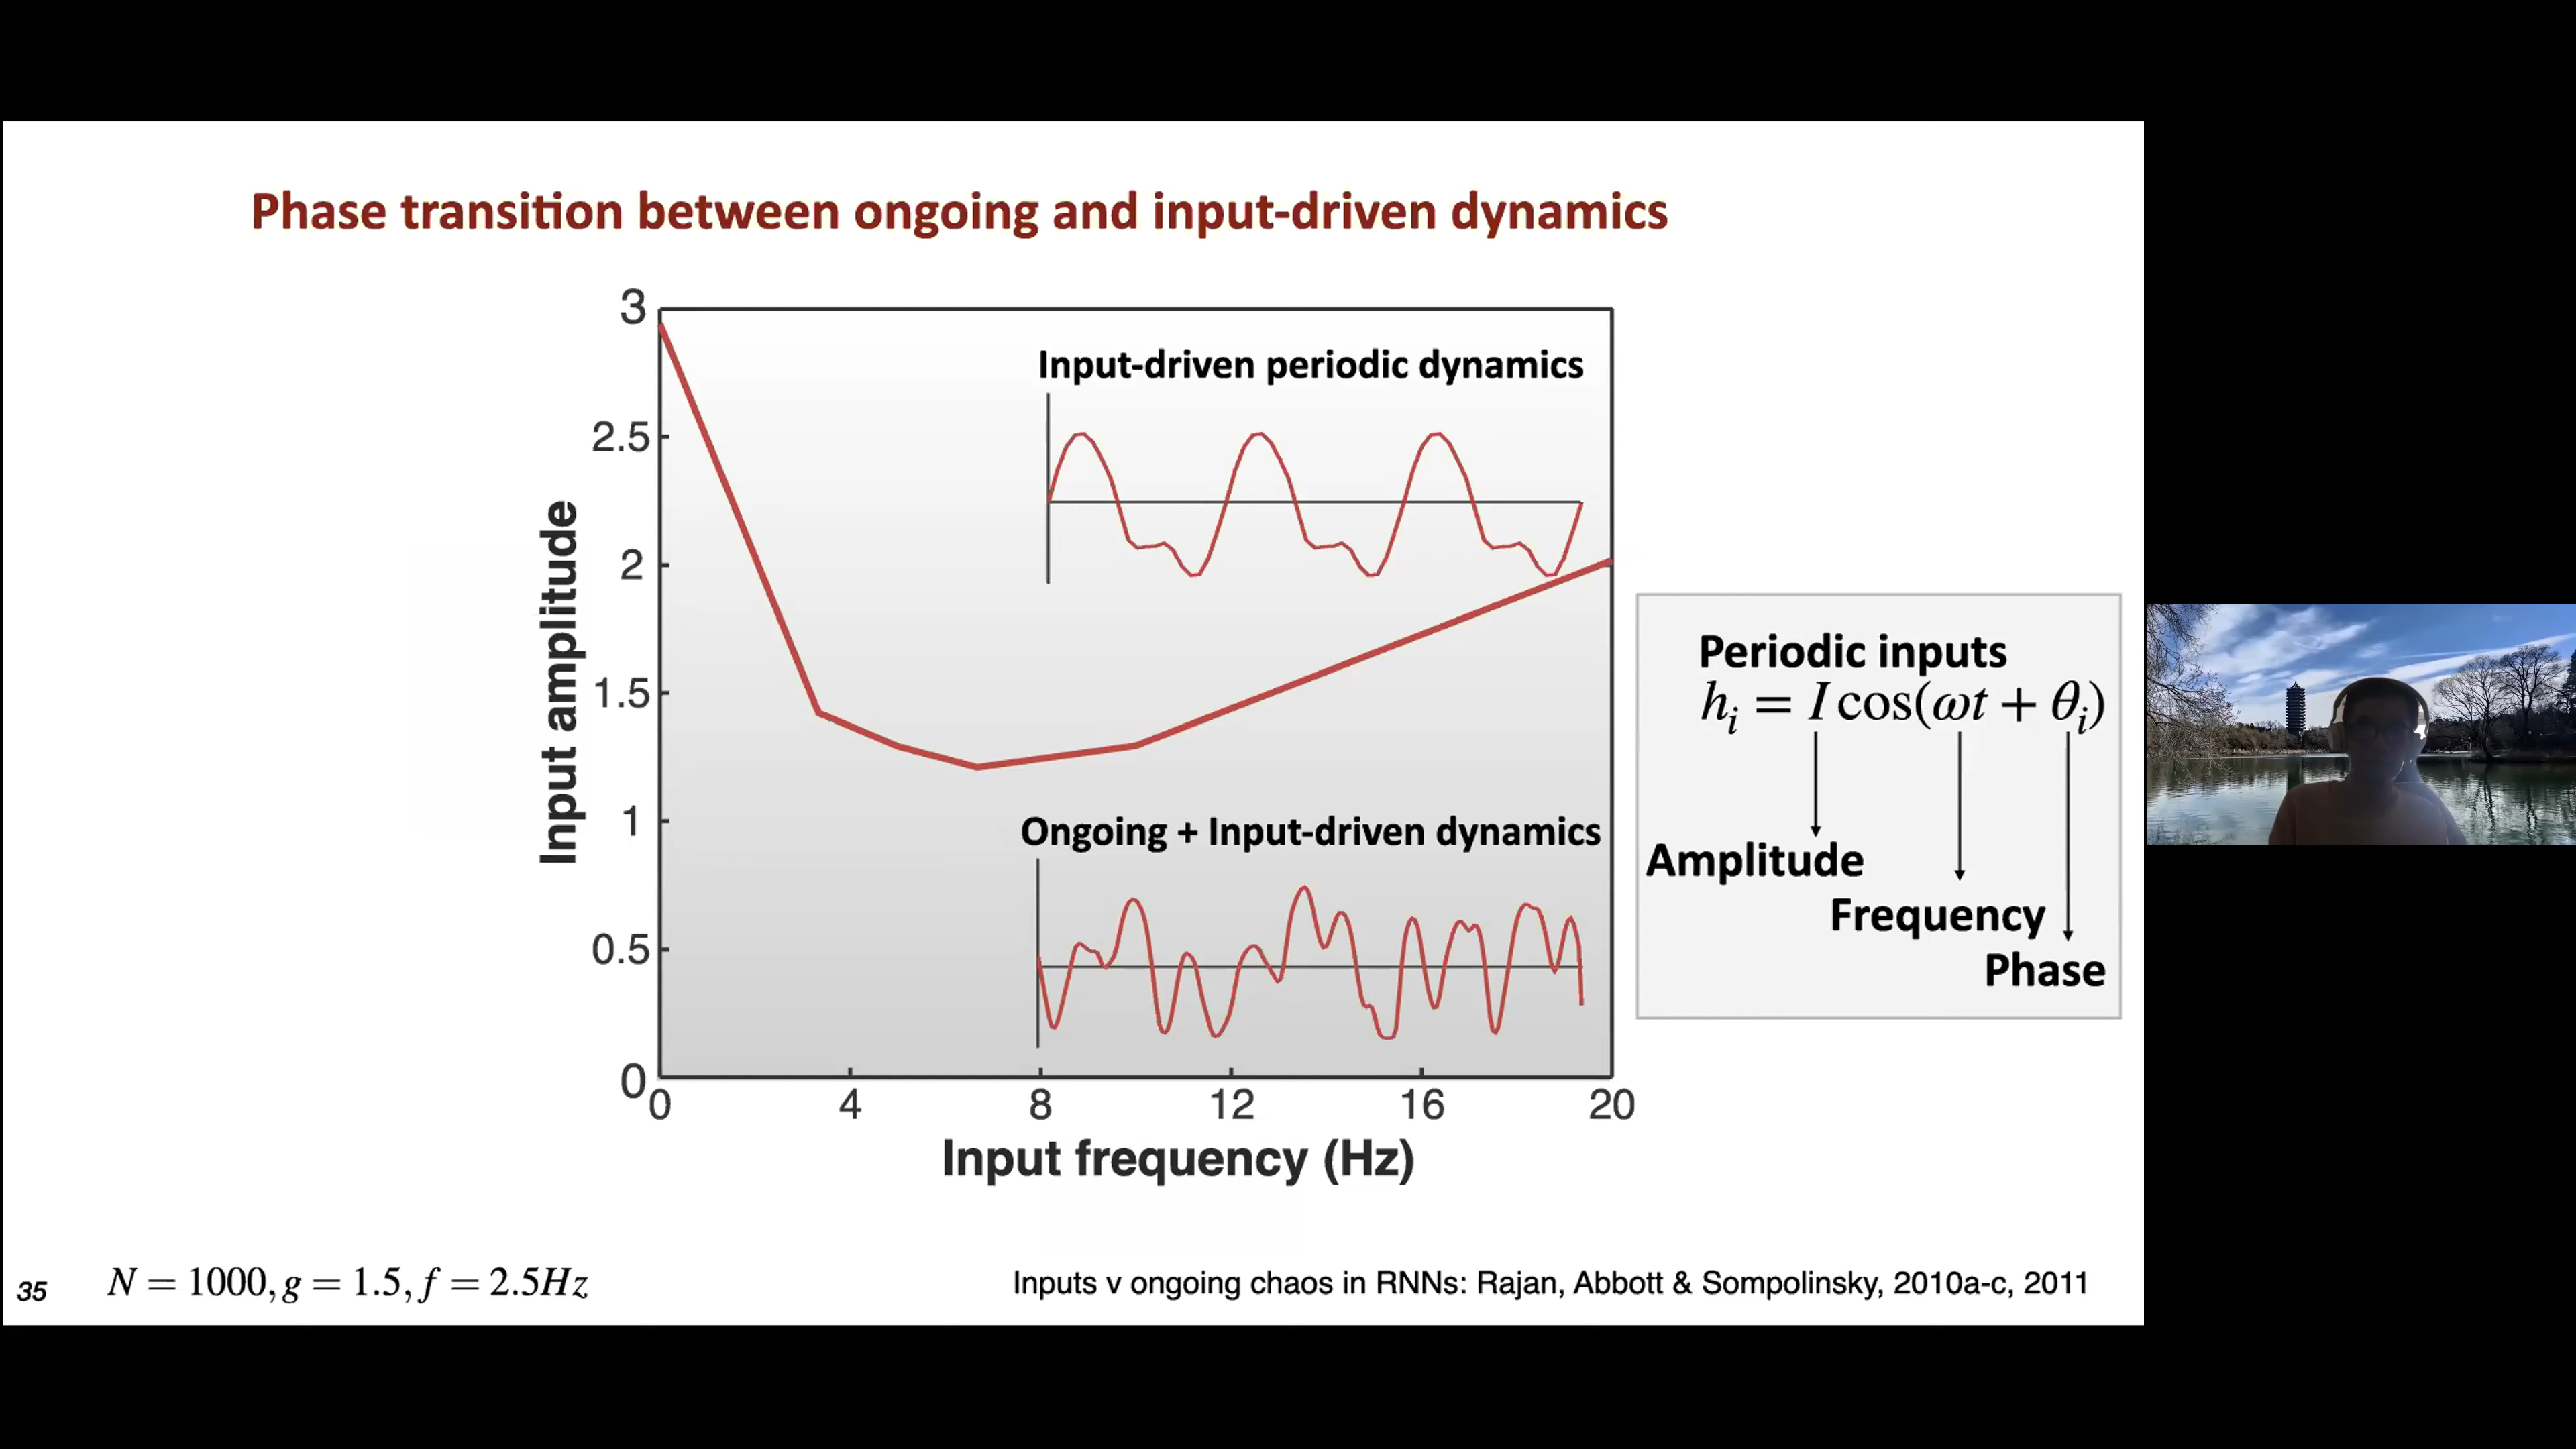 Phase transition between ongoing and input-driven dynamics
3
2.5
2
1.5
1
0.5
0
Input amplitude
Input-driven periodic dynamics
Ongoing + Input-driven dynamics
0 4 8 12 16 20
Input frequency (Hz)
Periodic inputs
hᵢ = I cos(ωt + θᵢ)
Amplitude
Frequency
Phase
35
N = 1000, g = 1.5, f = 2.5Hz
Inputs v ongoing chaos in RNNs: Rajan, Abbott & Sompolinsky, 2010a-c, 2011